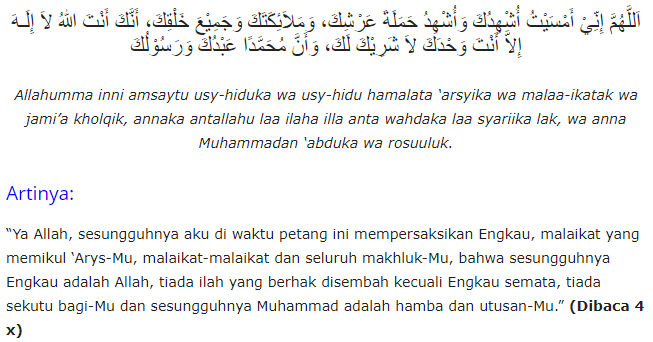 اَللَّهُمَّ إِنِّيْ أَمْسَيْتُ أُشْهِدُكَ وَأُشْهِدُ حَمَلَةَ عَرْشِكَ، وَمَلاَئِكَتَكَ وَجَمِيْعَ خَلْقِكَ، أَنَّكَ أَنْتَ اللهُ لاَ إِلَـهَ
إِلاَّ أَنْتَ وَحْدَكَ لاَ شَرِيْكَ لَكَ، وَأَنَّ مُحَمَّدًا عَبْدُكَ وَرَسُوْلُكَ
Allahumma inni amsaytu usy-hiduka wa usy-hidu hamalata ‘arsyika wa malaa-ikatak wa
jami’a kholqik, annaka antallahu laa ilaha illa anta wahdaka laa syariika lak, wa anna
Muhammadan ‘abduka wa rosuuluk.
Artinya:
“Ya Allah, sesungguhnya aku di waktu petang ini mempersaksikan Engkau, malaikat yang
memikul ‘Arys-Mu, malaikat-malaikat dan seluruh makhluk-Mu, bahwa sesungguhnya
Engkau adalah Allah, tiada ilah yang berhak disembah kecuali Engkau semata, tiada
sekutu bagi-Mu dan sesungguhnya Muhammad adalah hamba dan utusan-Mu.” (Dibaca 4
x)